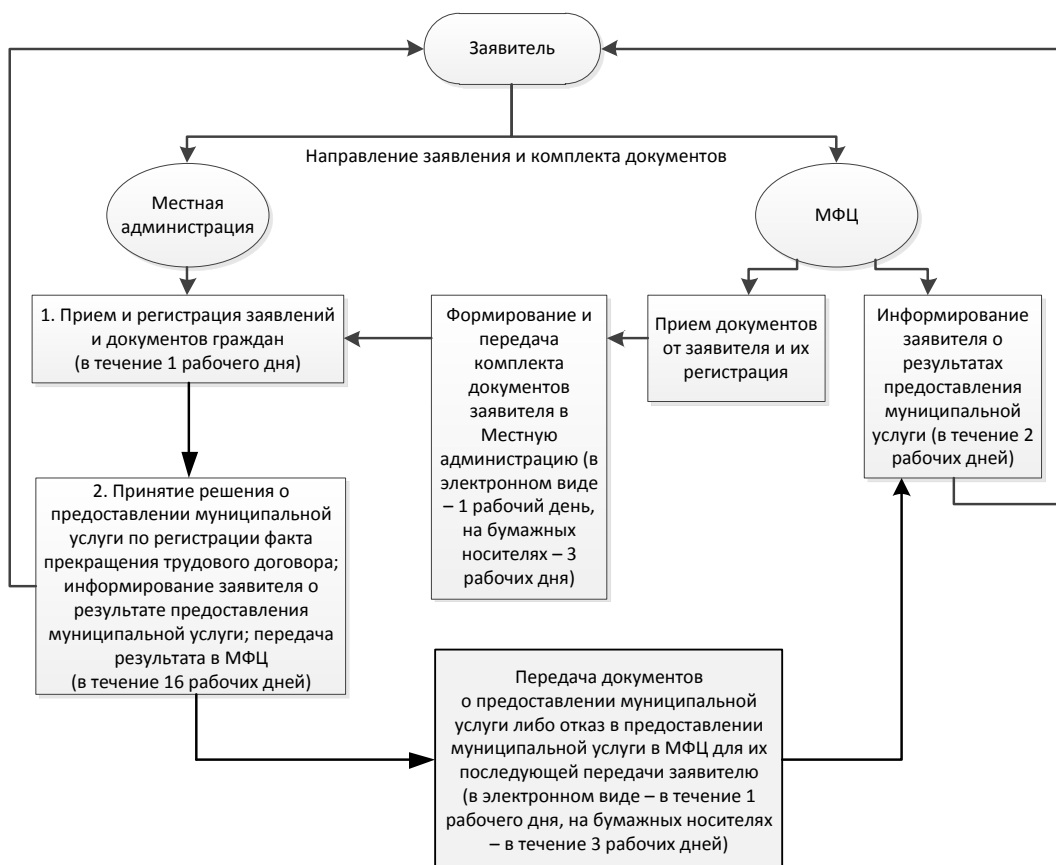 Заявитель
Направление заявления и комплекта документов
Местная
администрация
МФЦ
1. Прием и регистрация заявлений
и документов граждан
(в течение 1 рабочего дня)
Формирование и
передача
комплекта
документов
заявителя в
Местную
администрацию (в
электронном виде
– 1 рабочий день,
на бумажных
носителях – 3
рабочих дня)
Прием документов
от заявителя и их
регистрация
Информирование
заявителя о
результатах
предоставления
муниципальной
услуги (в течение 2
рабочих дней)
2. Принятие решения о
предоставлении муниципальной
услуги по регистрации факта
прекращения трудового договора;
информирование заявителя о
результате предоставления
муниципальной услуги; передача
результата в МФЦ
(в течение 16 рабочих дней)
Передача документов
о предоставлении муниципальной
услуги либо отказ в предоставлении
муниципальной услуги в МФЦ для их
последующей передачи заявителю
(в электронном виде – в течение 1
рабочего дня, на бумажных носителях
– в течение 3 рабочих дней)